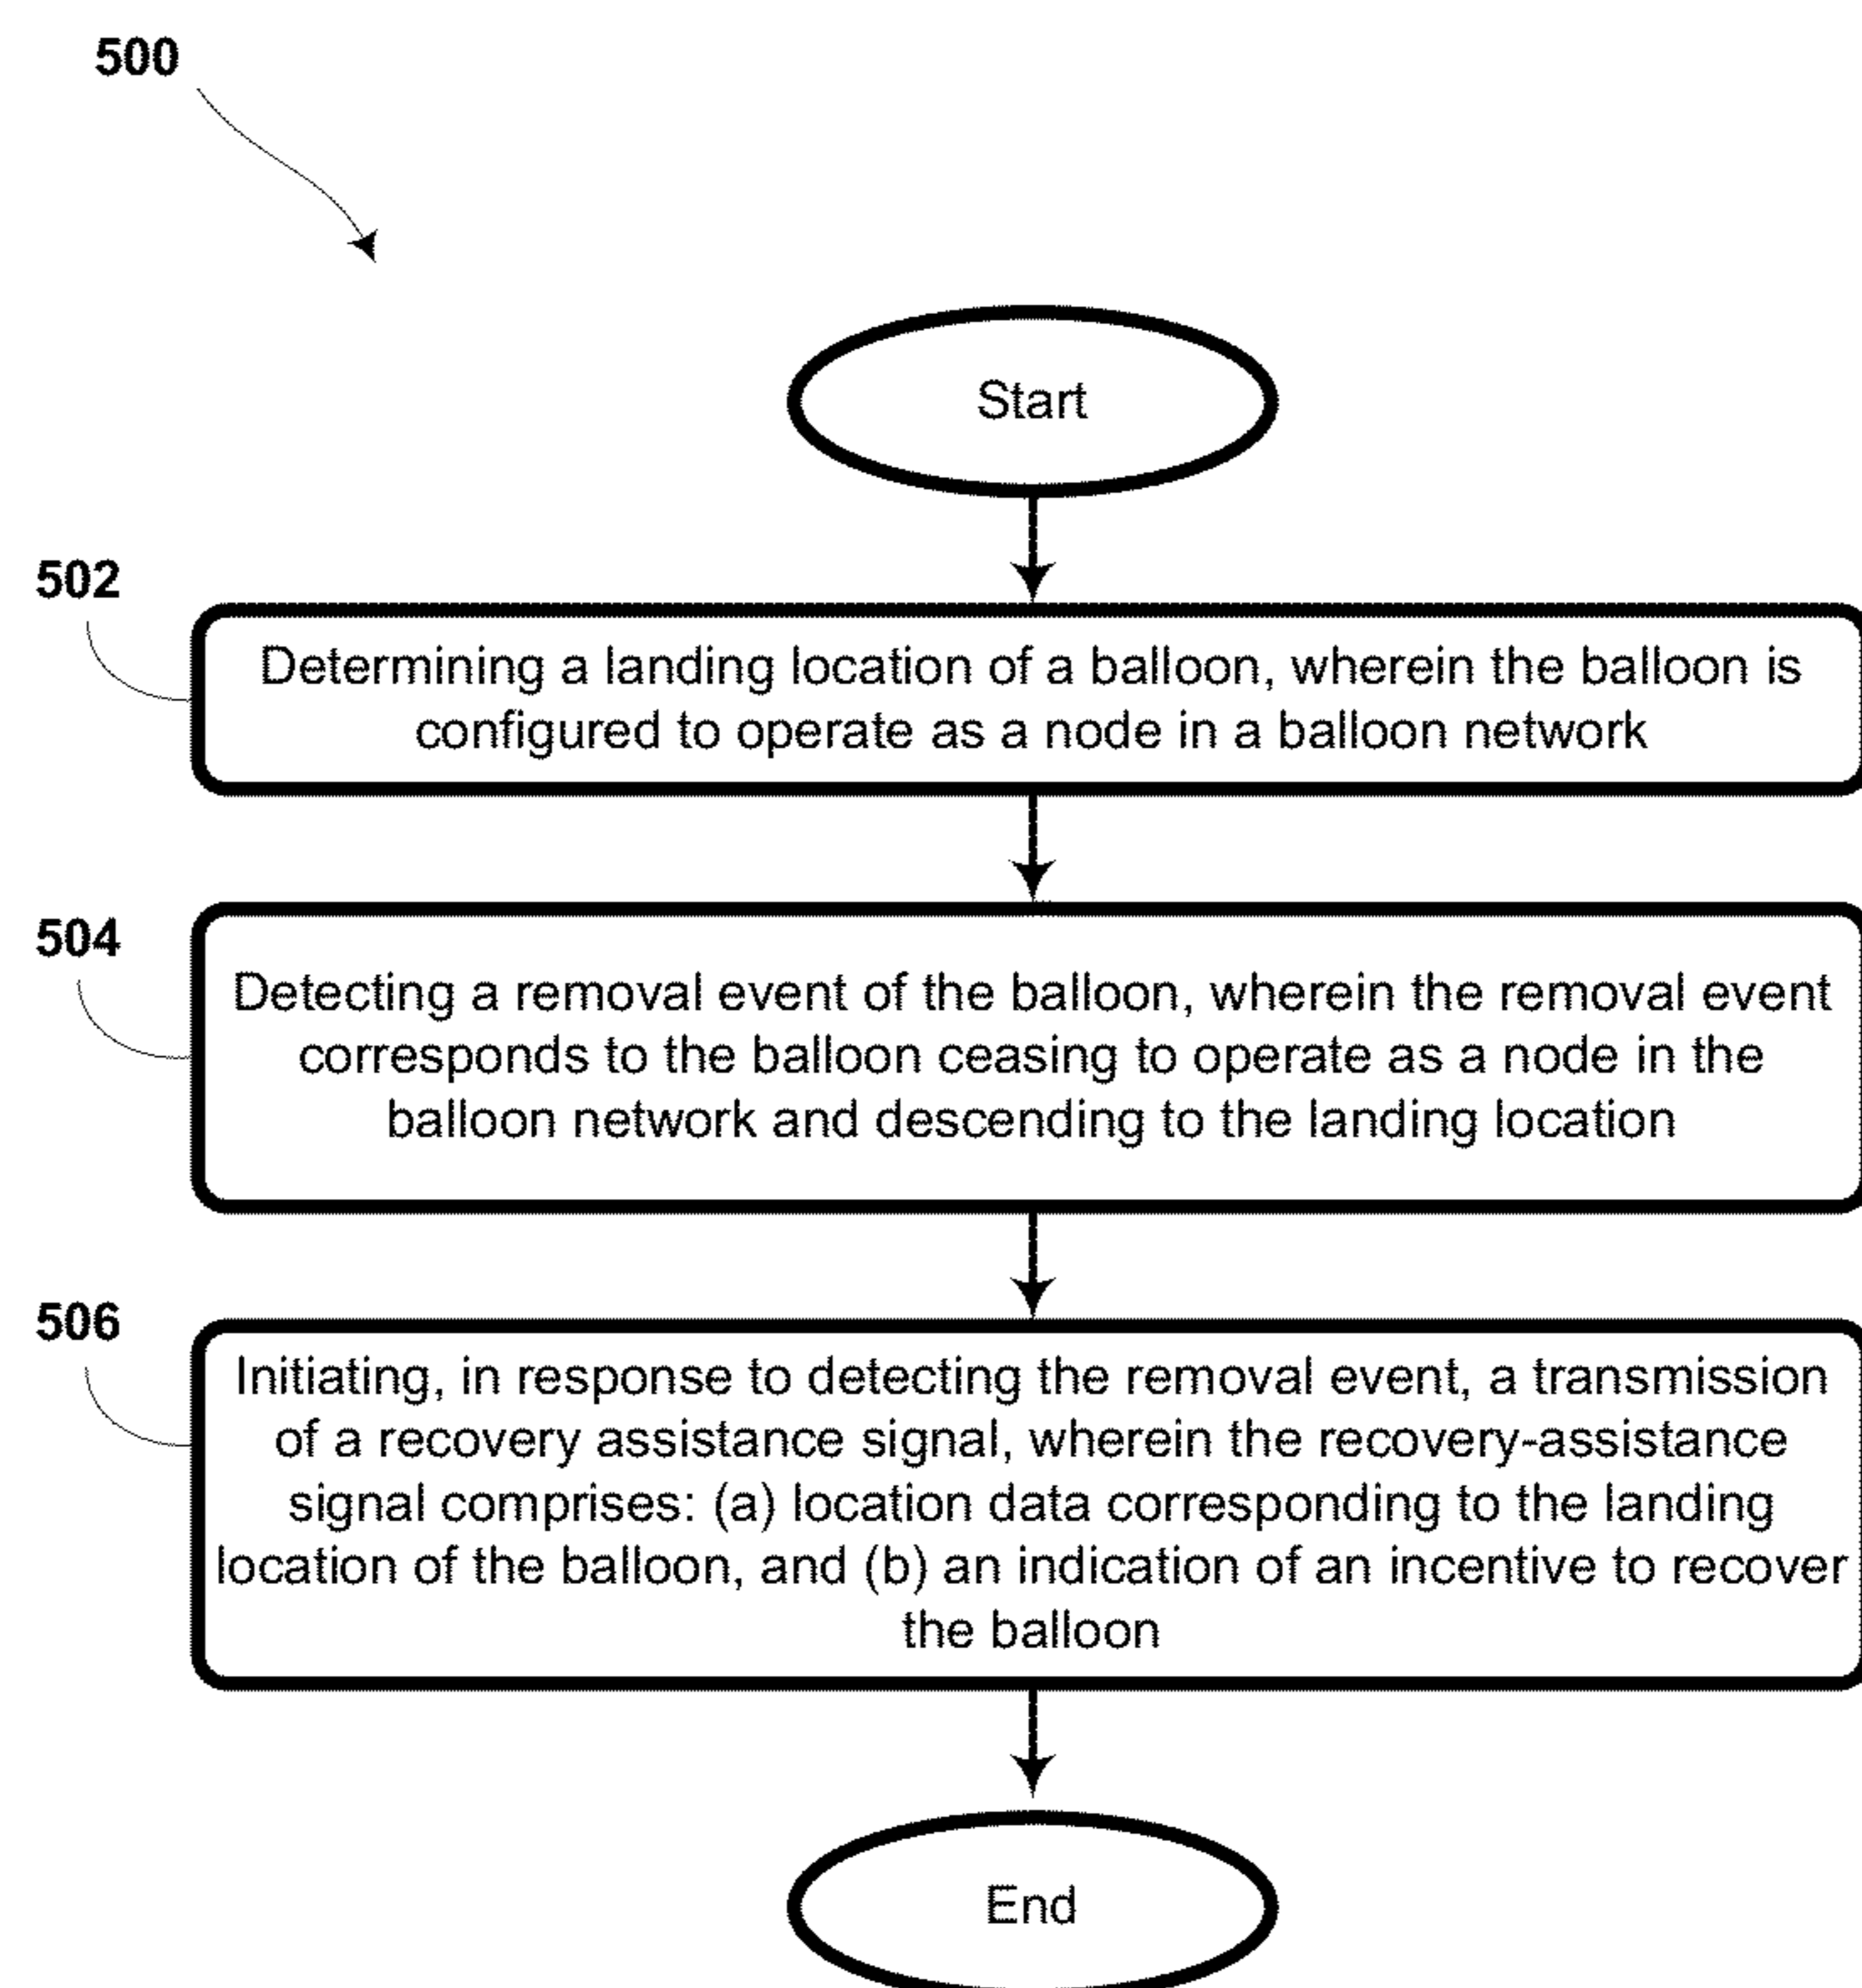 500
Start
502
Determining a landing location of a balloon, wherein the balloon is
configured to operate as a node in a balloon network
504
Detecting a removal event of the balloon, wherein the removal event
corresponds to the balloon ceasing to operate as a node in the
balloon network and descending to the landing location
506
Initiating, in response to detecting the removal event, a transmission
of a recovery assistance signal, wherein the recovery-assistance
signal comprises: (a) location data corresponding to the landing
location of the balloon, and (b) an indication of an incentive to recover
the balloon
End